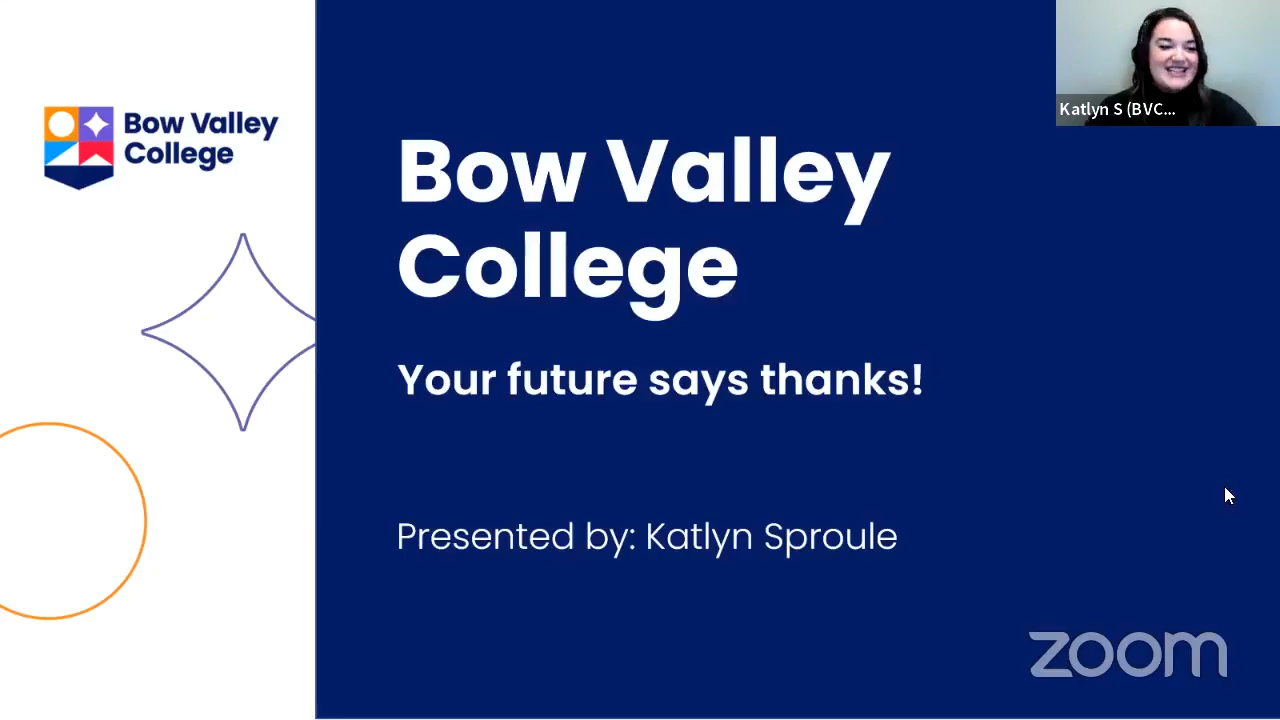 Bow Valley
College
Katlyn S (BVC...
Bow Valley
College
Your future says thanks!
Presented by: Katlyn Sproule
zoom